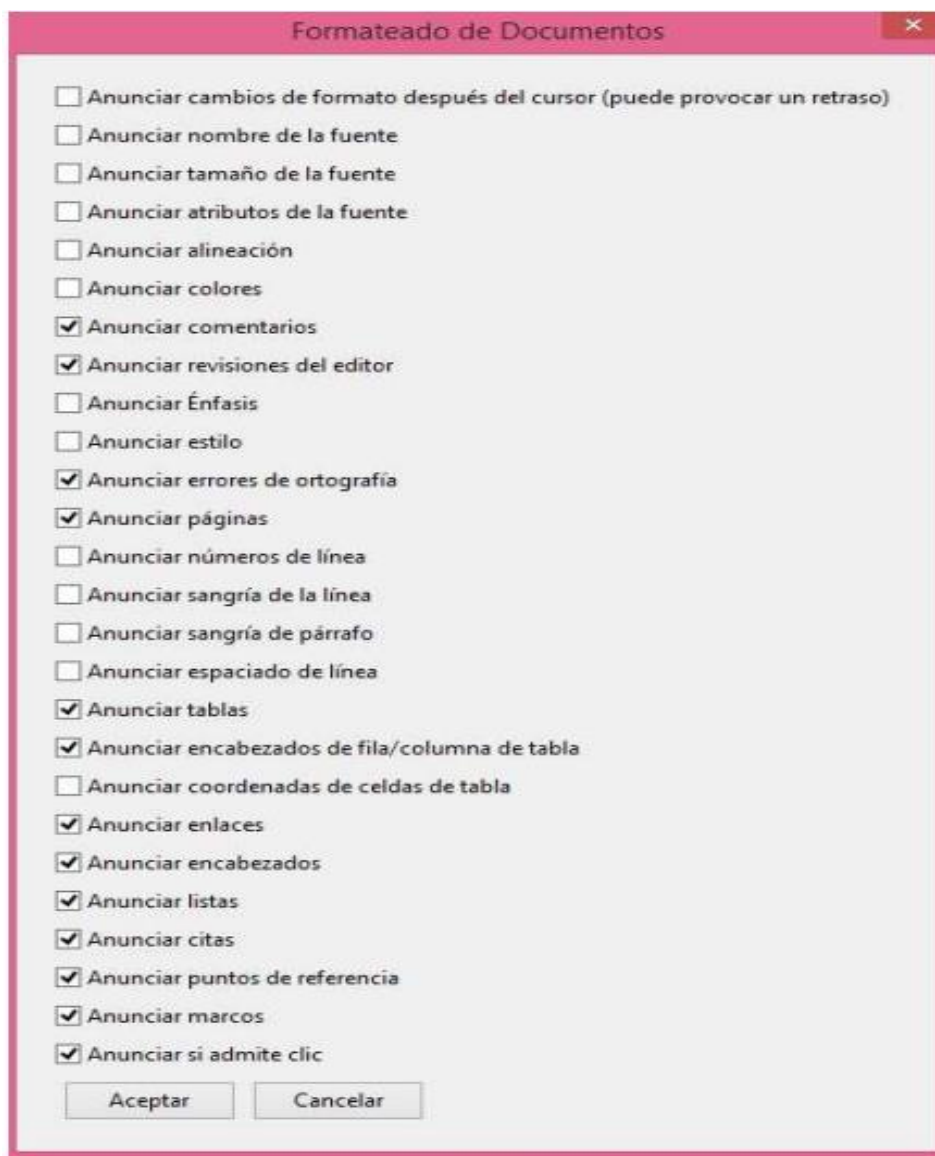 Formateado de Documentos
Anunciar cambios de formato después del cursor (puede provocar un retraso)
Anunciar nombre de la fuente
Anunciar tamaño de la fuente
Anunciar atributos de la fuente
Anunciar alineación
Anunciar colores
Anunciar comentarios
Anunciar revisiones del editor
Anunciar Énfasis
Anunciar estilo
Anunciar errores de ortografía
Anunciar páginas
Anunciar números de línea
Anunciar sangría de la línea
Anunciar sangría de párrafo
Anunciar espaciado de línea
Anunciar tablas
Anunciar encabezados de fila/columna de tabla
Anunciar coordenadas de celdas de tabla
Anunciar enlaces
Anunciar encabezados
Anunciar listas
Anunciar citas
Anunciar puntos de referencia
Anunciar marcos
Anunciar si admite clic
Aceptar Cancelar